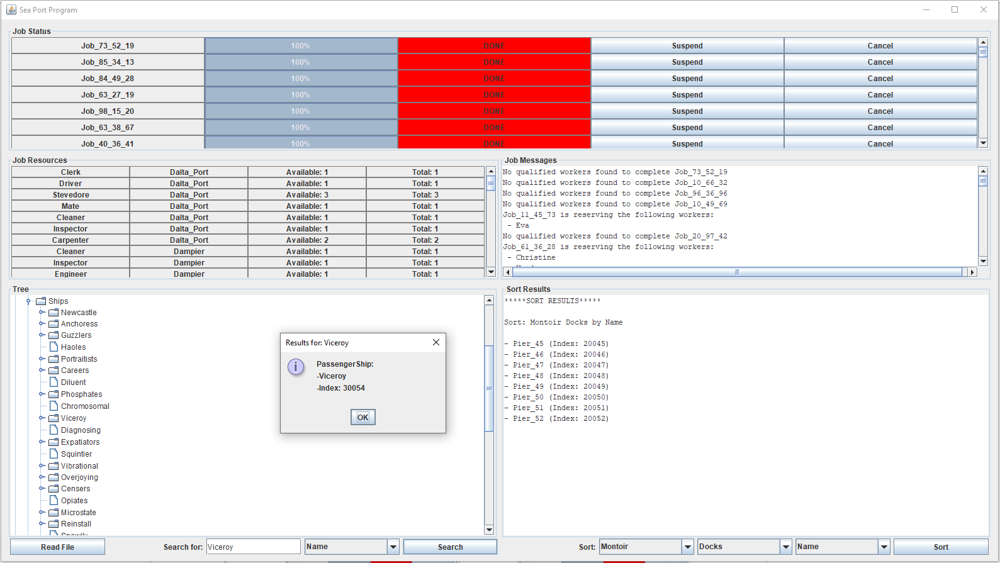 Sea Port Program
Job Status
Job_73_52_19 100% DONE Suspend Cancel
Job_85_34_13 100% DONE Suspend Cancel
Job_84_49_28 100% DONE Suspend Cancel
Job_63_27_19 100% DONE Suspend Cancel
Job_98_15_20 100% DONE Suspend Cancel
Job_63_38_67 100% DONE Suspend Cancel
Job_40_36_41 100% DONE Suspend Cancel
Job Resources
Clerk Dalta_Port Available: 1 Total: 1
Driver Dalta_Port Available: 1 Total: 1
Stevedore Dalta_Port Available: 3 Total: 3
Mate Dalta_Port Available: 1 Total: 1
Cleaner Dalta_Port Available: 1 Total: 1
Inspector Dalta_Port Available: 1 Total: 1
Carpenter Dalta_Port Available: 2 Total: 2
Cleaner Dampier Available: 1 Total: 1
Inspector Dampier Available: 1 Total: 1
Engineer Dampier Available: 1 Total: 1
Job Messages
No qualified workers found to complete Job_73_52_19
No qualified workers found to complete Job_10_66_32
No qualified workers found to complete Job_96_36_96
No qualified workers found to complete Job_10_49_69
Job_11_45_73 is reserving the following workers:
- Eva
No qualified workers found to complete Job_20_97_42
Job_61_36_28 is reserving the following workers:
- Christine
Tree
Ships
Newcastle
Anchoress
Guzzlers
Haoles
Portraitists
Careers
Diluent
Phosphates
Chromosomal
Viceroy
Diagnosing
Expatiators
Squintier
Vibrational
Overjoying
Censers
Opiates
Microstate
Reinstall
Results for: Viceroy
PassengerShip:
-Viceroy
-Index: 30054
OK
Sort Results
*****SORT RESULTS*****
Sort: Montoir Docks by Name
- Pier_45 (Index: 20045)
- Pier_46 (Index: 20046)
- Pier_47 (Index: 20047)
- Pier_48 (Index: 20048)
- Pier_49 (Index: 20049)
- Pier_50 (Index: 20050)
- Pier_51 (Index: 20051)
- Pier_52 (Index: 20052)
Read File Search for: Viceroy Name Search Sort: Montoir Docks Name Sort